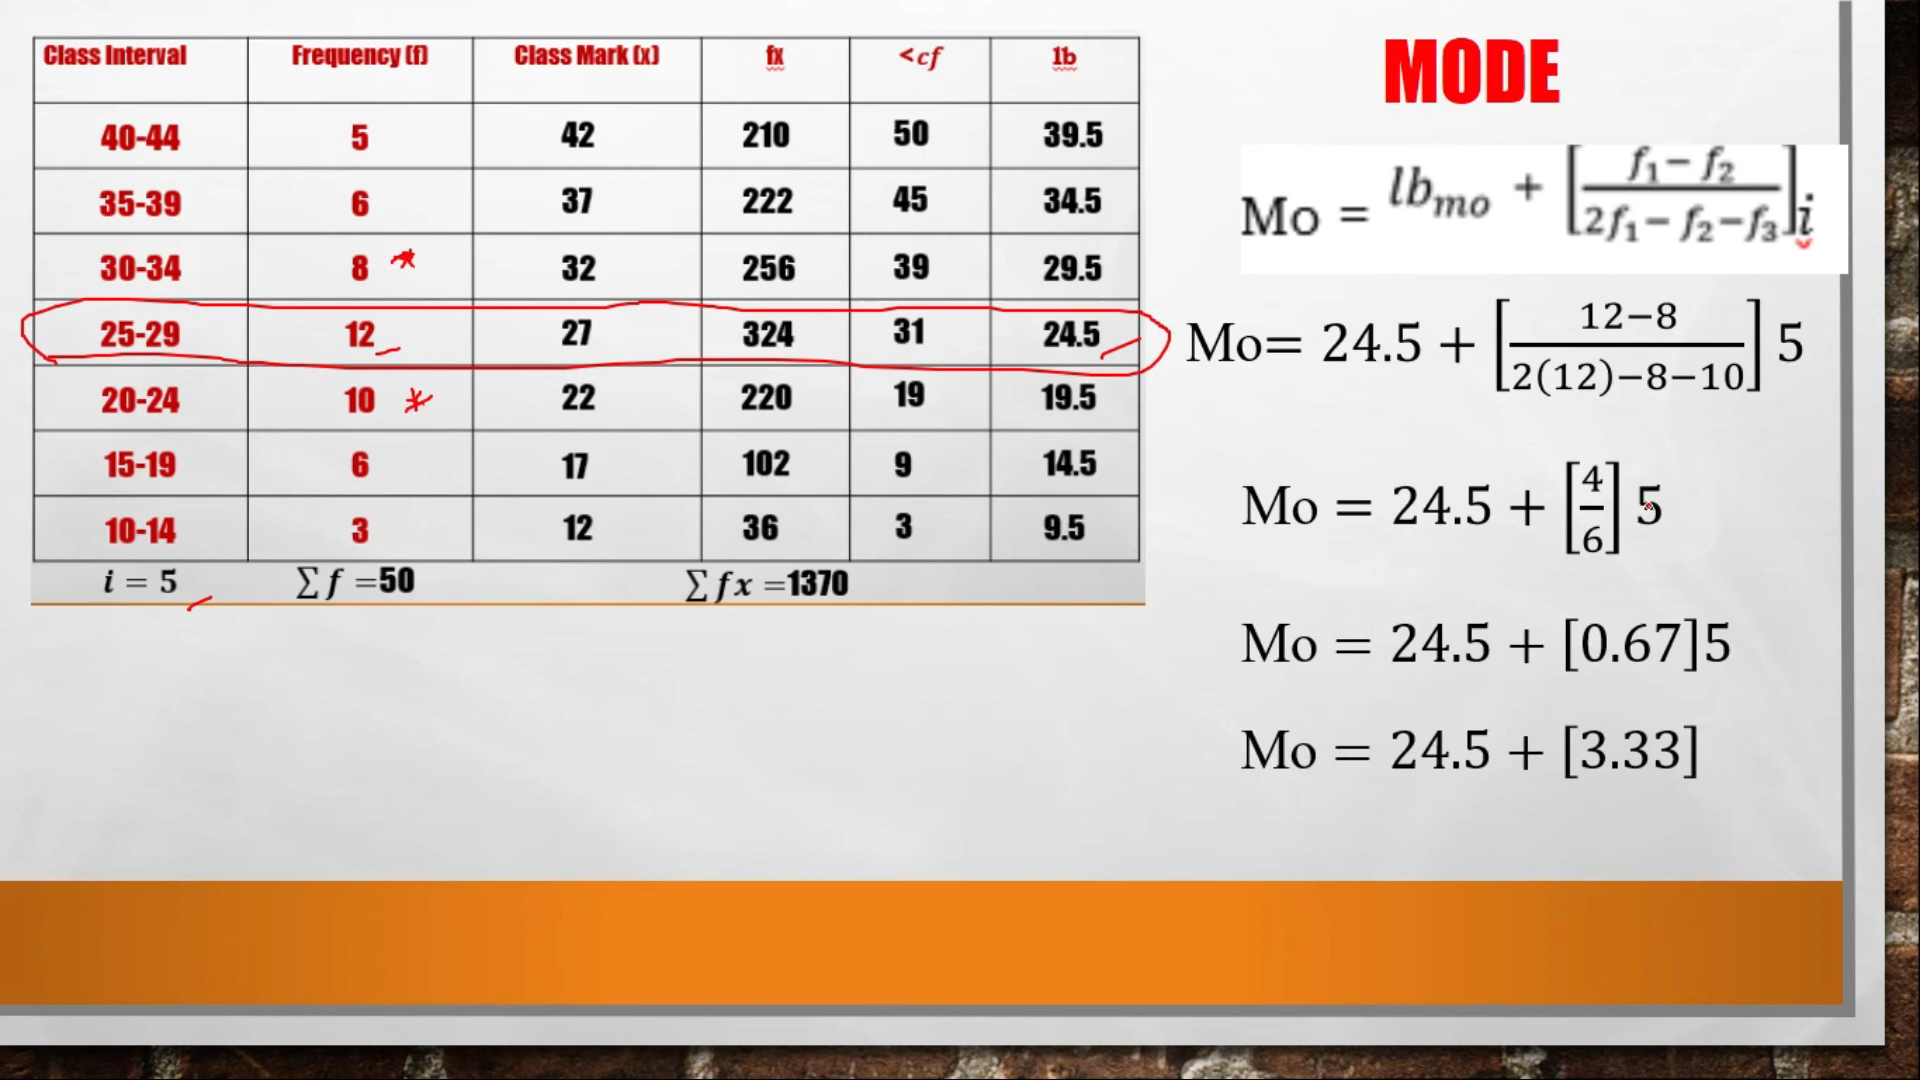 Class Interval Frequency (f) Class Mark (x) fx <cf lb
40-44 5 42 210 50 39.5
35-39 6 37 222 45 34.5
30-34 8 32 256 39 29.5
25-29 12 27 324 31 24.5
20-24 10 22 220 19 19.5
15-19 6 17 102 9 14.5
10-14 3 12 36 3 9.5
i = 5 ∑f =50 ∑fx =1370
MODE
Mo = lb_mo + [(f₁ − f₂)/(2f₁ − f₂ − f₃)]i
Mo= 24.5 + [(12−8)/(2(12)−8−10)] 5
Mo = 24.5 + [4/6] 5
Mo = 24.5 + [0.67]5
Mo = 24.5 + [3.33]